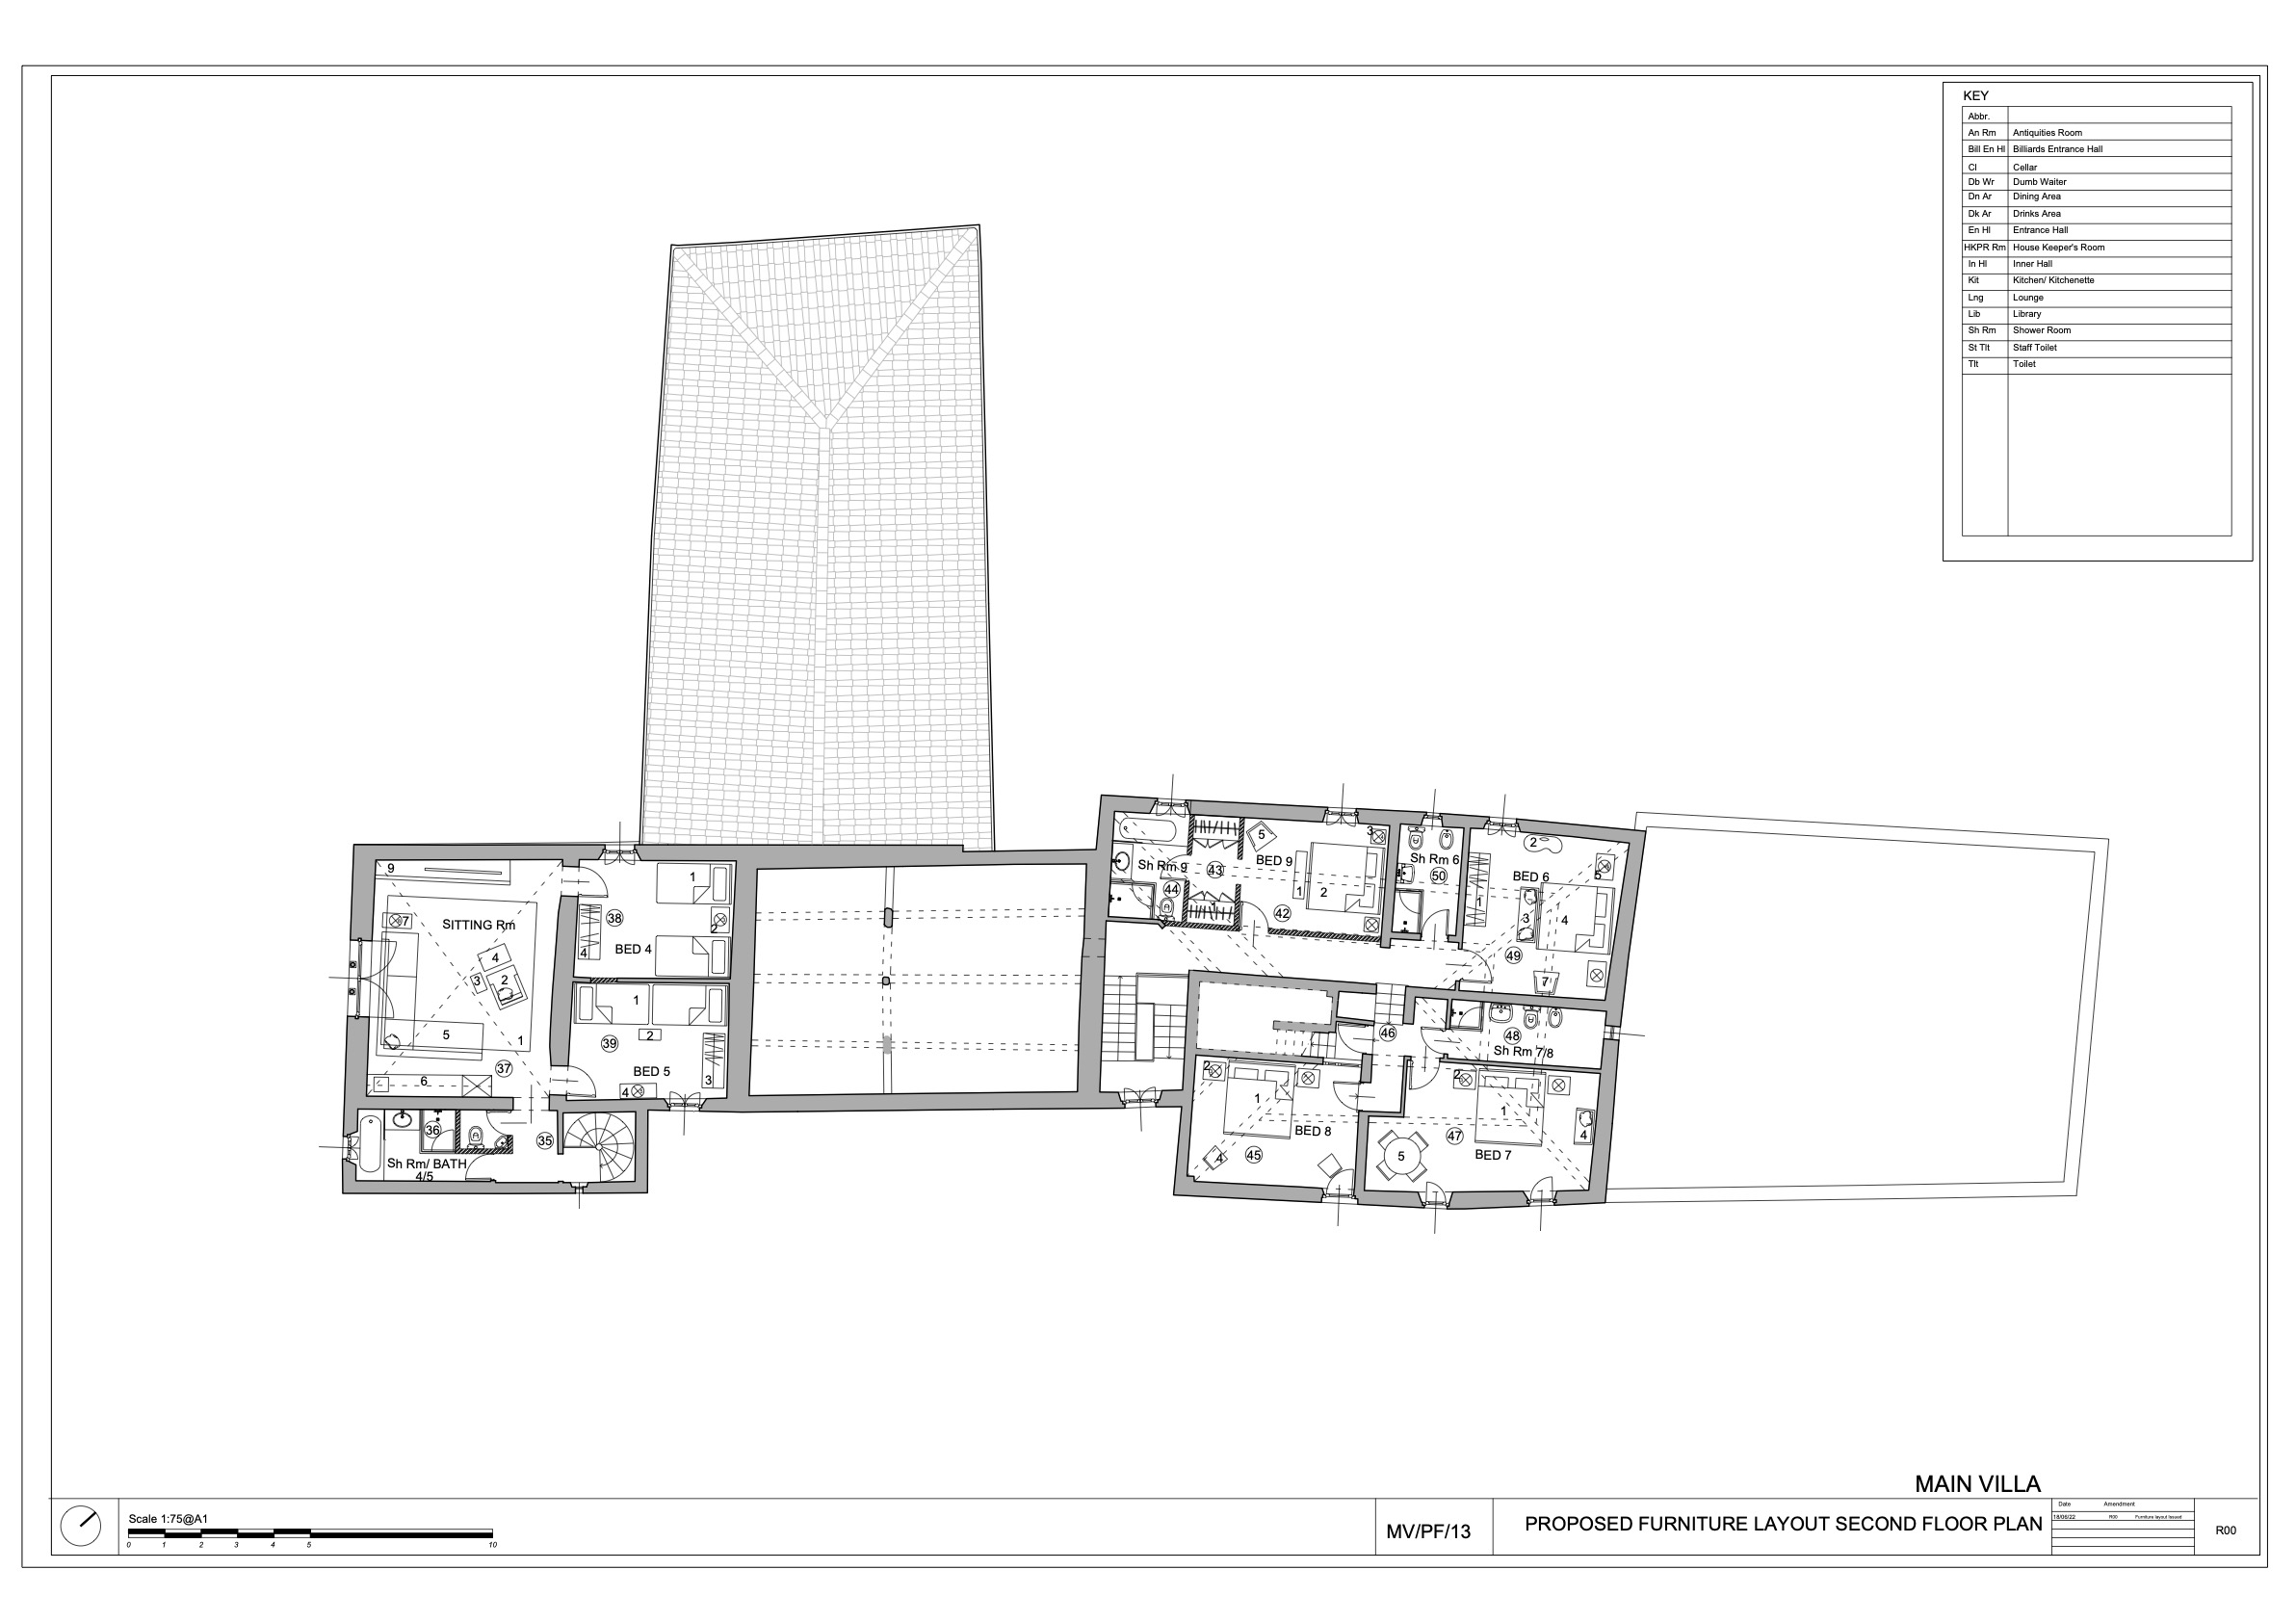 KEY
Abbr.
An Rm Antiquities Room
Bill En Hl Billiards Entrance Hall
Cl Cellar
Db Wr Dumb Waiter
Dn Ar Dining Area
Dk Ar Drinks Area
En Hl Entrance Hall
HKPR Rm House Keeper's Room
In Hl Inner Hall
Kit Kitchen/ Kitchenette
Lng Lounge
Lib Library
Sh Rm Shower Room
St Tlt Staff Toilet
Tlt Toilet
9
7
SITTING Rm
4
3
2
5
1
37
6
1
38
2
BED 4
4
1
2
39
BED 5
3
4
36
35
Sh Rm/ BATH
4/5
Sh Rm 9
44
43
1
5
BED 9
3
1
2
42
Sh Rm 6
50
2
BED 6
5
1
3
4
49
7
46
48
Sh Rm 7/8
2
1
BED 8
4
45
2
1
4
47
5
BED 7
MAIN VILLA
Scale 1:75@A1
0 1 2 3 4 5 10
MV/PF/13
PROPOSED FURNITURE LAYOUT SECOND FLOOR PLAN
Date Amendment
18/06/22 R00 Furniture layout Issued
R00